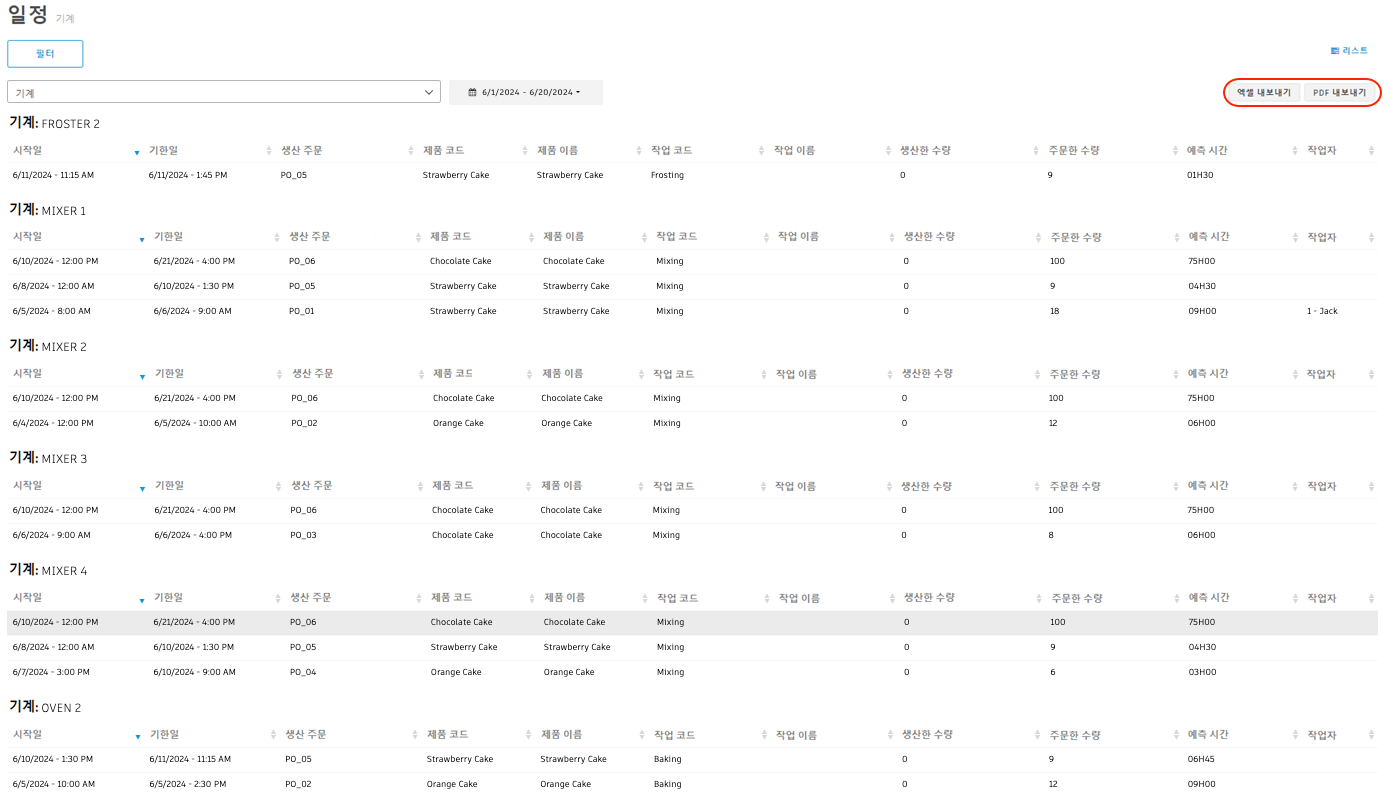 일정 기계
필터
리스트
기계 6/1/2024 - 6/20/2024 엑셀 내보내기 PDF 내보내기
기계: FROSTER 2
시작일 기한일 생산 주문 제품 코드 제품 이름 작업 코드 작업 이름 생산한 수량 주문한 수량 예측 시간 작업자
6/11/2024 - 11:15 AM 6/11/2024 - 1:45 PM PO_05 Strawberry Cake Strawberry Cake Frosting 0 9 01H30
기계: MIXER 1
시작일 기한일 생산 주문 제품 코드 제품 이름 작업 코드 작업 이름 생산한 수량 주문한 수량 예측 시간 작업자
6/10/2024 - 12:00 PM 6/21/2024 - 4:00 PM PO_06 Chocolate Cake Chocolate Cake Mixing 0 100 75H00
6/8/2024 - 12:00 AM 6/10/2024 - 1:30 PM PO_05 Strawberry Cake Strawberry Cake Mixing 0 9 04H30
6/5/2024 - 8:00 AM 6/6/2024 - 9:00 AM PO_01 Strawberry Cake Strawberry Cake Mixing 0 18 09H00 1 - Jack
기계: MIXER 2
시작일 기한일 생산 주문 제품 코드 제품 이름 작업 코드 작업 이름 생산한 수량 주문한 수량 예측 시간 작업자
6/10/2024 - 12:00 PM 6/21/2024 - 4:00 PM PO_06 Chocolate Cake Chocolate Cake Mixing 0 100 75H00
6/4/2024 - 12:00 PM 6/5/2024 - 10:00 AM PO_02 Orange Cake Orange Cake Mixing 0 12 06H00
기계: MIXER 3
시작일 기한일 생산 주문 제품 코드 제품 이름 작업 코드 작업 이름 생산한 수량 주문한 수량 예측 시간 작업자
6/10/2024 - 12:00 PM 6/21/2024 - 4:00 PM PO_06 Chocolate Cake Chocolate Cake Mixing 0 100 75H00
6/6/2024 - 9:00 AM 6/6/2024 - 4:00 PM PO_03 Chocolate Cake Chocolate Cake Mixing 0 8 06H00
기계: MIXER 4
시작일 기한일 생산 주문 제품 코드 제품 이름 작업 코드 작업 이름 생산한 수량 주문한 수량 예측 시간 작업자
6/10/2024 - 12:00 PM 6/21/2024 - 4:00 PM PO_06 Chocolate Cake Chocolate Cake Mixing 0 100 75H00
6/8/2024 - 12:00 AM 6/10/2024 - 1:30 PM PO_05 Strawberry Cake Strawberry Cake Mixing 0 9 04H30
6/7/2024 - 3:00 PM 6/10/2024 - 9:00 AM PO_04 Orange Cake Orange Cake Mixing 0 6 03H00
기계: OVEN 2
시작일 기한일 생산 주문 제품 코드 제품 이름 작업 코드 작업 이름 생산한 수량 주문한 수량 예측 시간 작업자
6/10/2024 - 1:30 PM 6/11/2024 - 11:15 AM PO_05 Strawberry Cake Strawberry Cake Baking 0 9 06H45
6/5/2024 - 10:00 AM 6/5/2024 - 2:30 PM PO_02 Orange Cake Orange Cake Baking 0 12 09H00